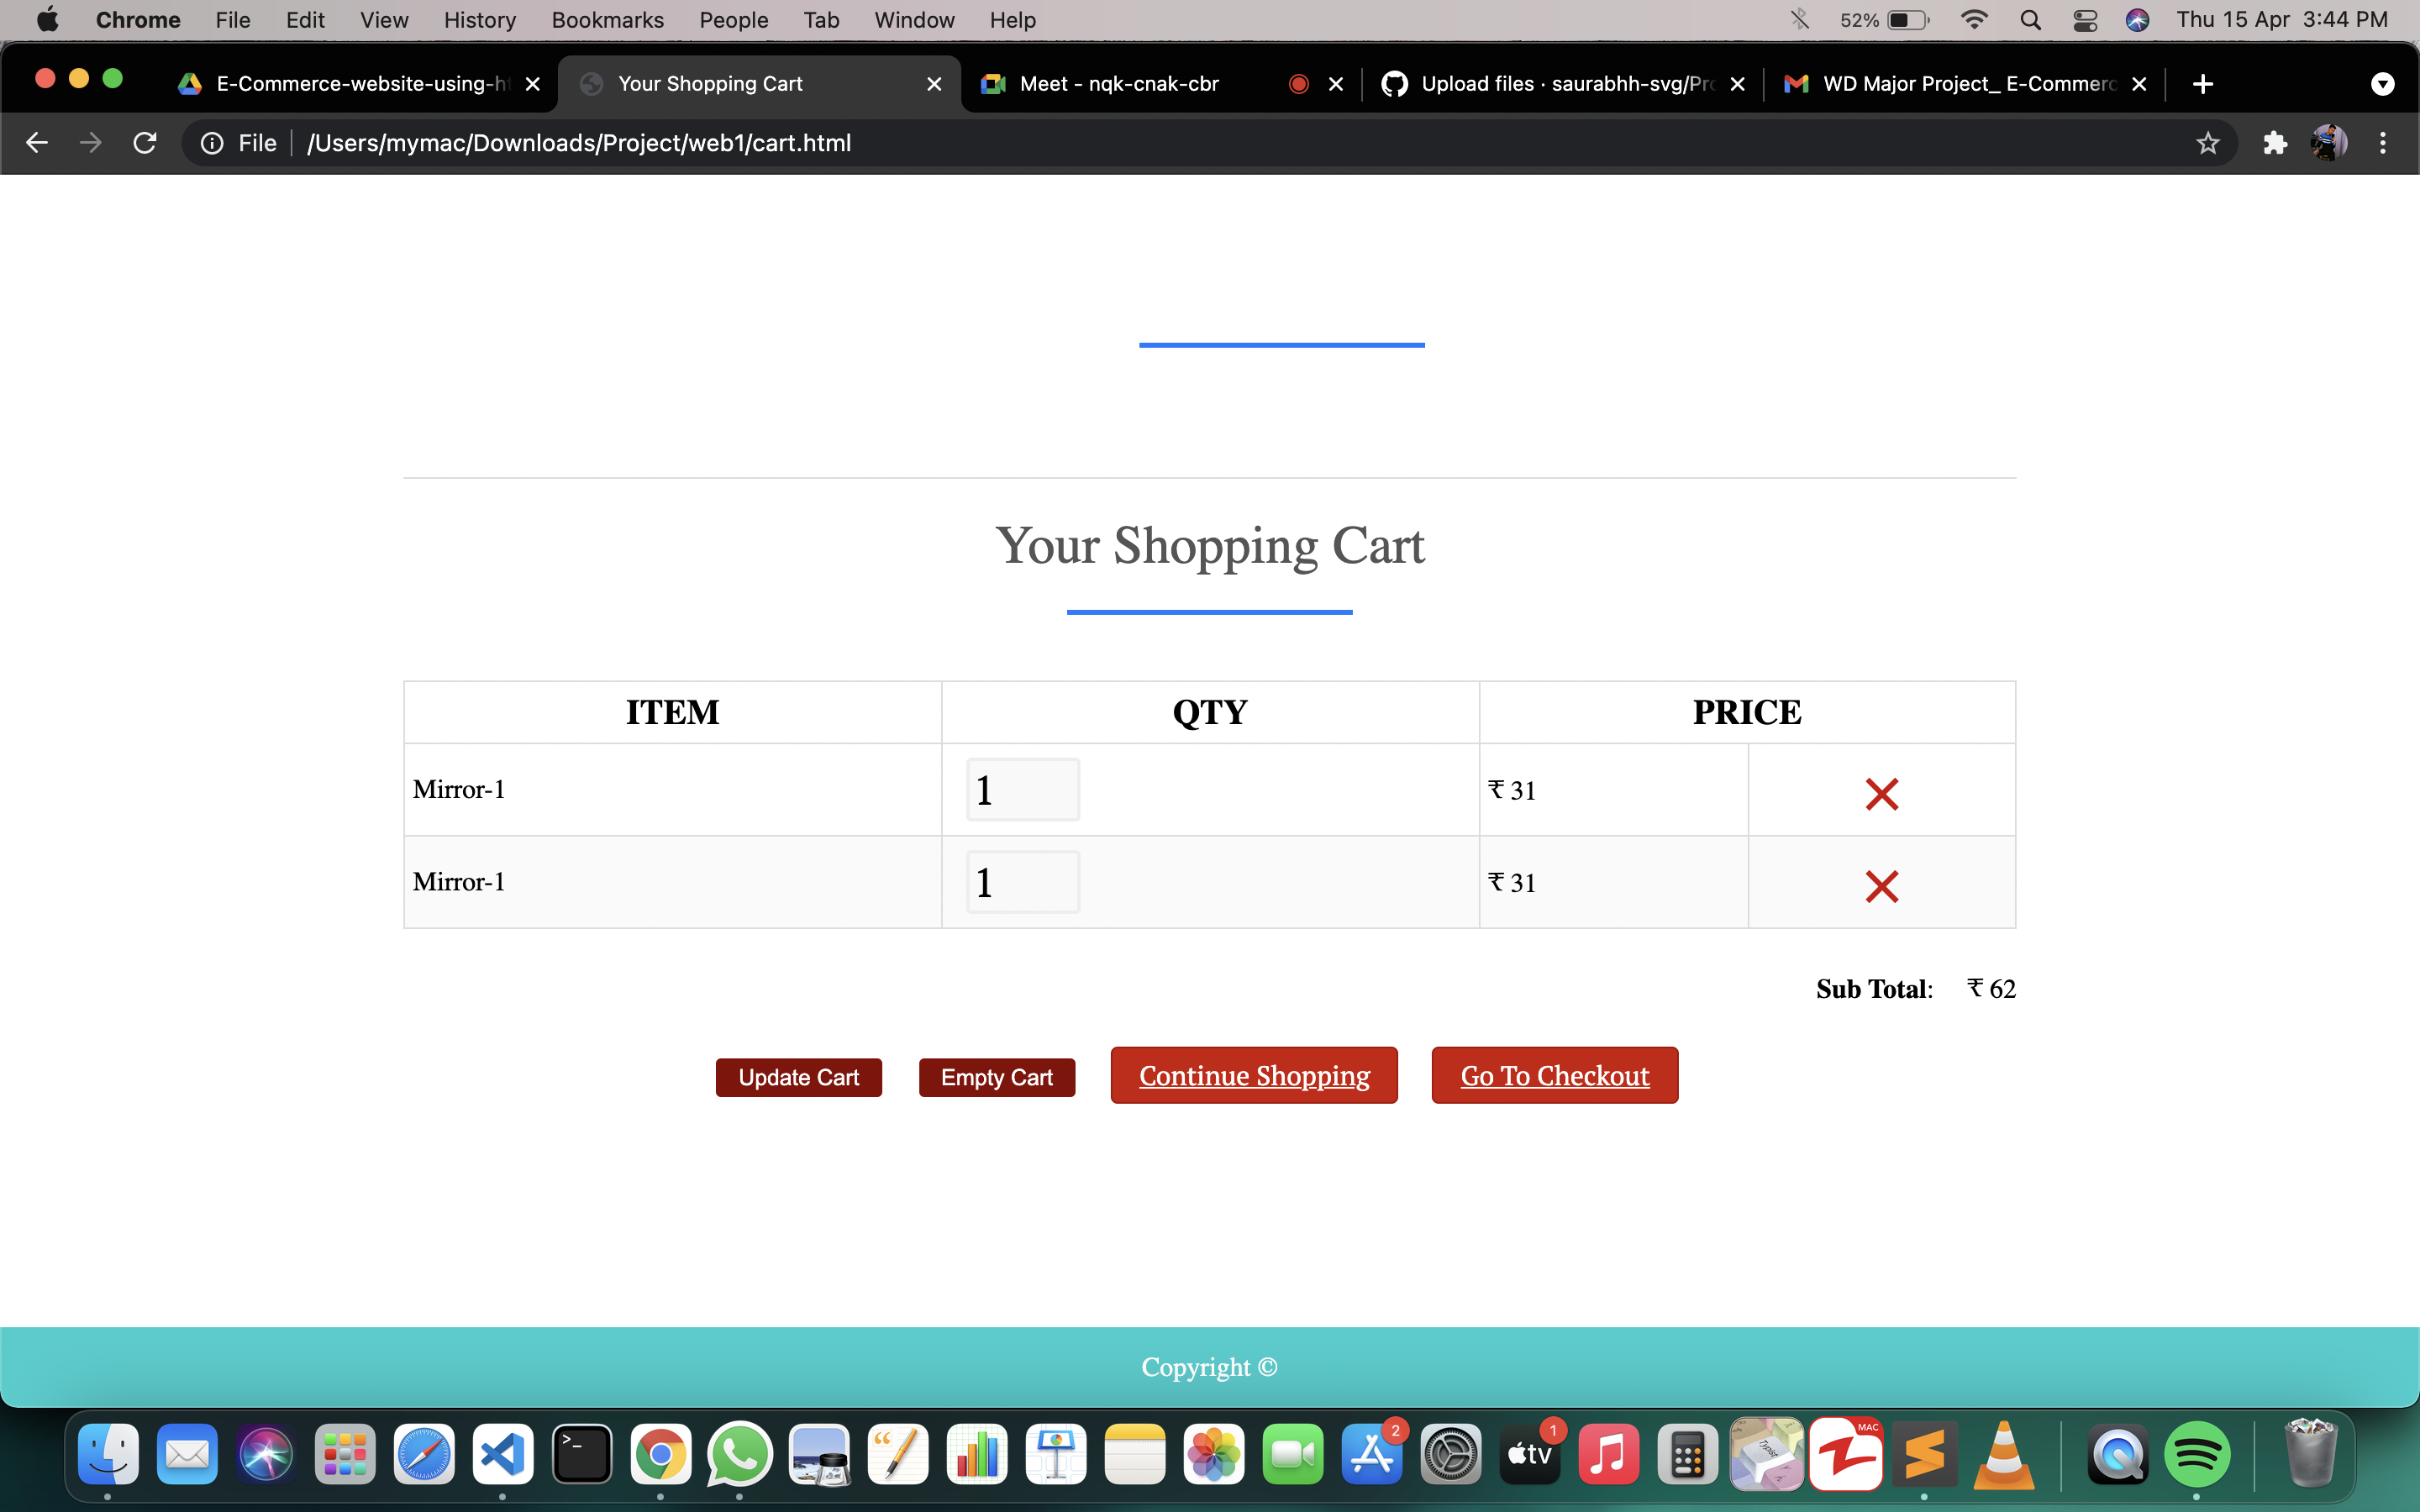 Chrome File Edit View History Bookmarks People Tab Window Help 52% Thu 15 Apr 3:44 PM
E-Commerce-website-using-ht Your Shopping Cart Meet - nqk-cnak-cbr Upload files · saurabhh-svg/Pro WD Major Project_ E-Commerc
File /Users/mymac/Downloads/Project/web1/cart.html
Your Shopping Cart
ITEM QTY PRICE
Mirror-1 1 ₹ 31
Mirror-1 1 ₹ 31
Sub Total: ₹ 62
Update Cart Empty Cart Continue Shopping Go To Checkout
Copyright ©
2 1 MAC
tv